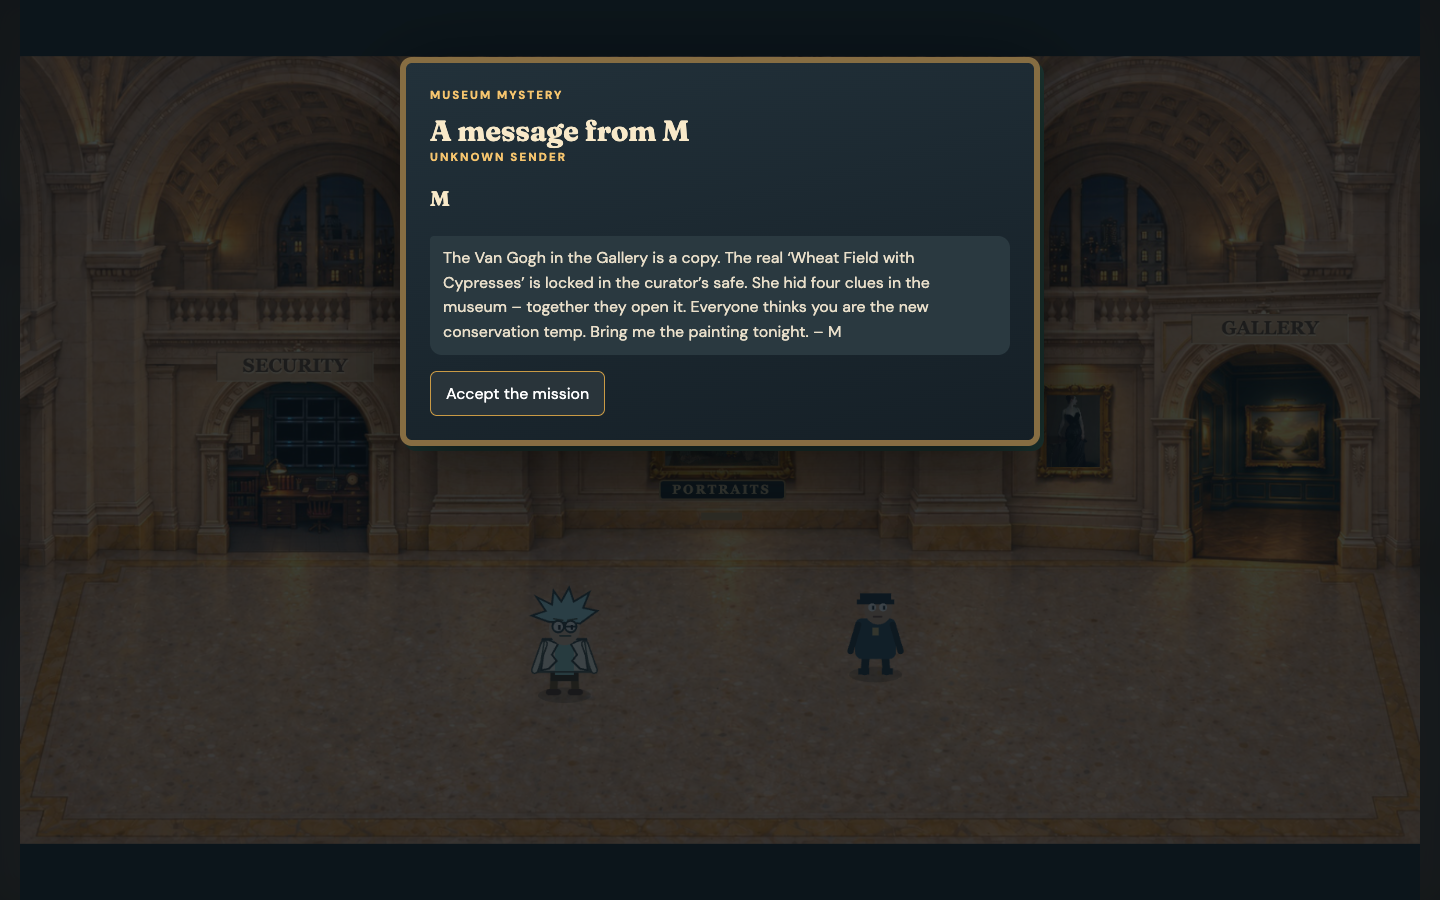 MUSEUM MYSTERY
A message from M
UNKNOWN SENDER
M
The Van Gogh in the Gallery is a copy. The real ‘Wheat Field with
Cypresses’ is locked in the curator’s safe. She hid four clues in the
museum – together they open it. Everyone thinks you are the new
conservation temp. Bring me the painting tonight. – M
Accept the mission
SECURITY
GALLERY
PORTRAITS